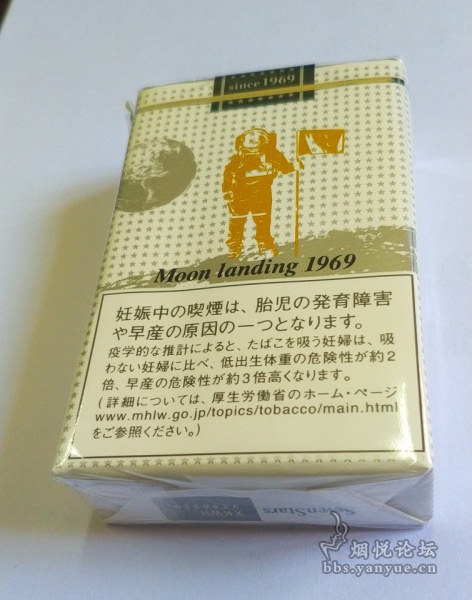 since 1969
Moon landing 1969
妊娠中の喫煙は、胎児の発育障害
や早産の原因の一つとなります。
疫学的な推計によると、たばこを吸う妊婦は、吸
わない妊婦に比べ、低出生体重の危険性が約2
倍、早産の危険性が約3倍高くなります。
(詳細については、厚生労働省のホーム・ページ
www.mhlw.go.jp/topics/tobacco/main.html
をご参照ください。)
SevenStars
烟悦论坛
bbs.yanyue.cn